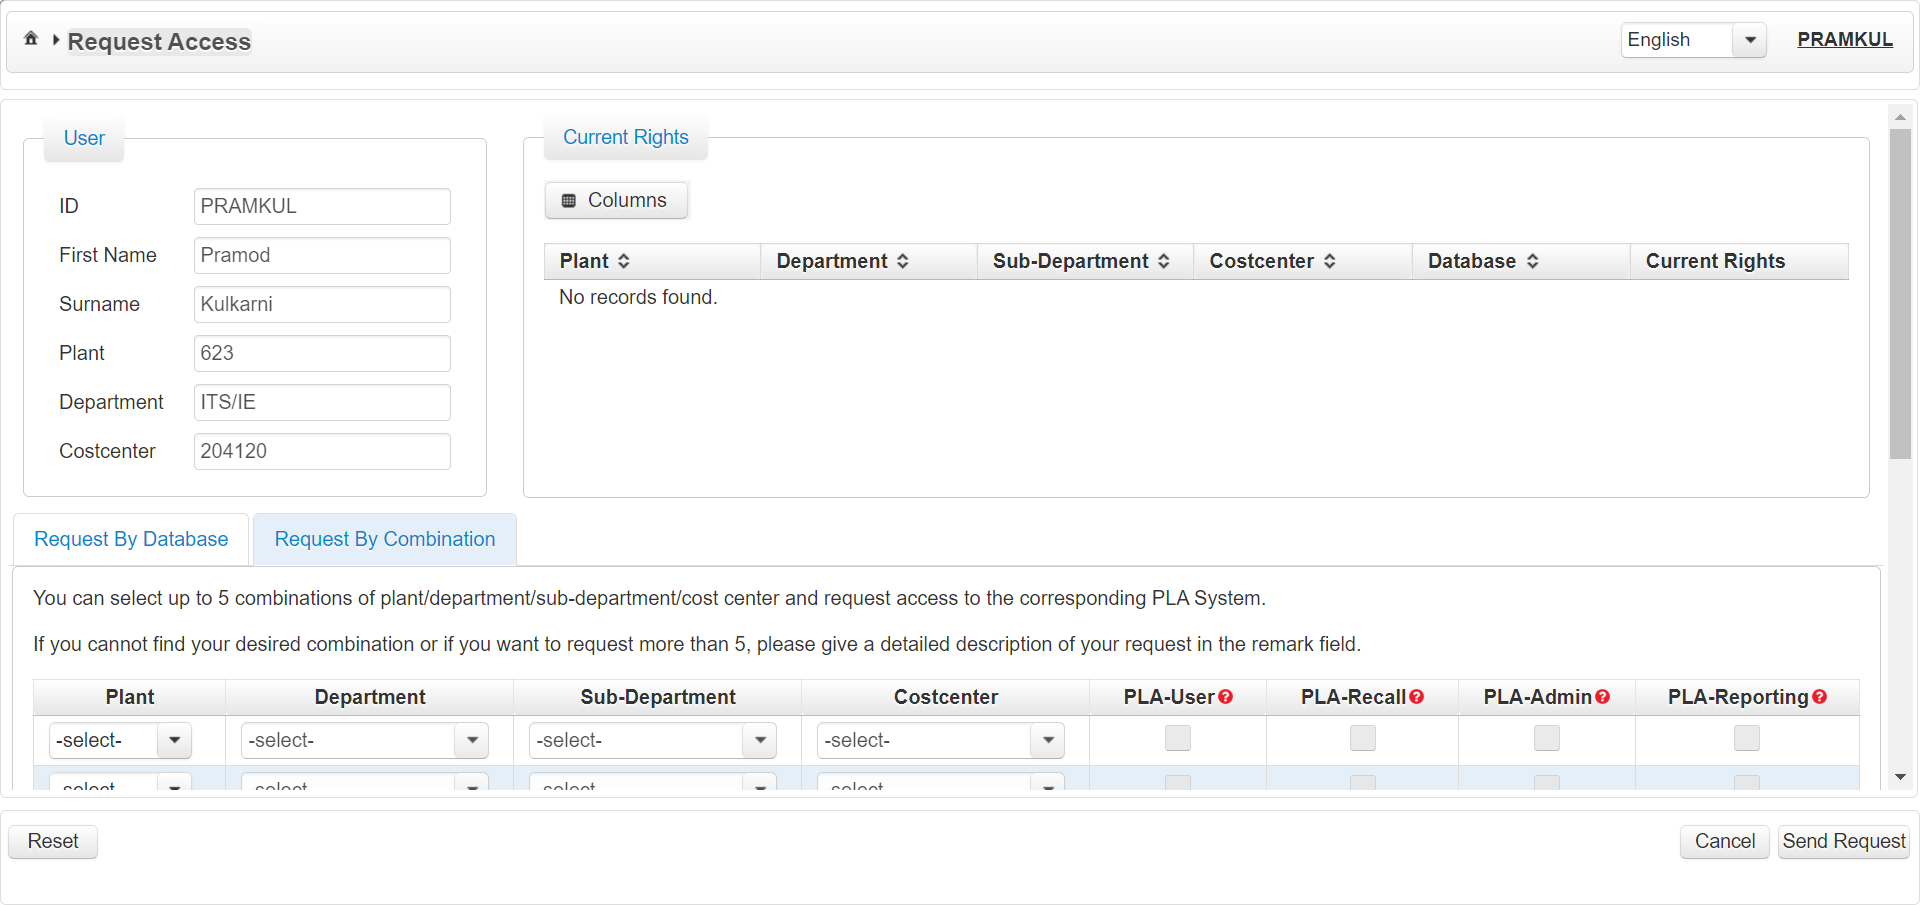 Request Access
English
PRAMKUL
User
ID
PRAMKUL
First Name
Pramod
Surname
Kulkarni
Plant
623
Department
ITS/IE
Costcenter
204120
Current Rights
Columns
Plant Department Sub-Department Costcenter Database Current Rights
No records found.
Request By Database
Request By Combination
You can select up to 5 combinations of plant/department/sub-department/cost center and request access to the corresponding PLA System.
If you cannot find your desired combination or if you want to request more than 5, please give a detailed description of your request in the remark field.
Plant Department Sub-Department Costcenter PLA-User PLA-Recall PLA-Admin PLA-Reporting
-select- -select- -select- -select-
-select- -select- -select- -select-
Reset
Cancel
Send Request